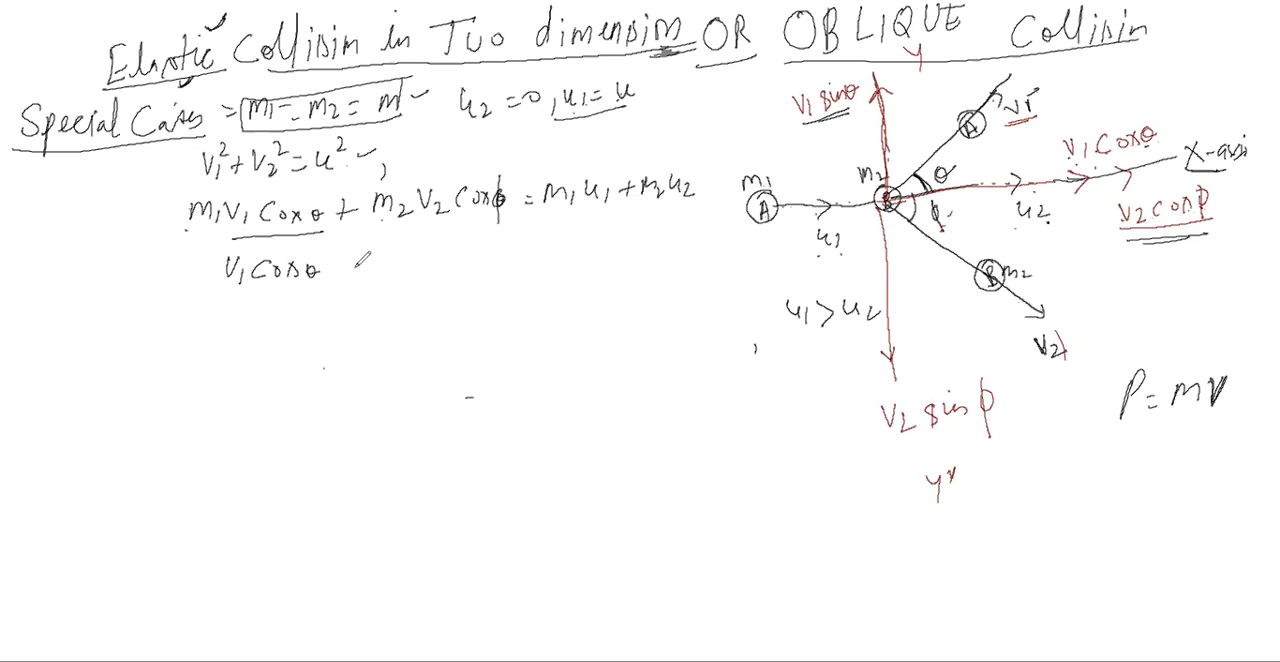 Elastic Collision in Two dimension OR OBLIQUE Collision
Special Cases = m1 = m2 = m u2 = 0, u1 = u
V1² + V2² = u²,
m1V1 Cosθ + m2V2 Cosϕ = m1u1 + m2u2
V1 Cosθ
y
V1 sinθ
A
V1
V1 Cosθ
X-axis
m1
A
m2
B
θ
ϕ
u1
u2
V2 cosϕ
B m2
u1 > u2
V2
V2 sin ϕ
P = mv
y'